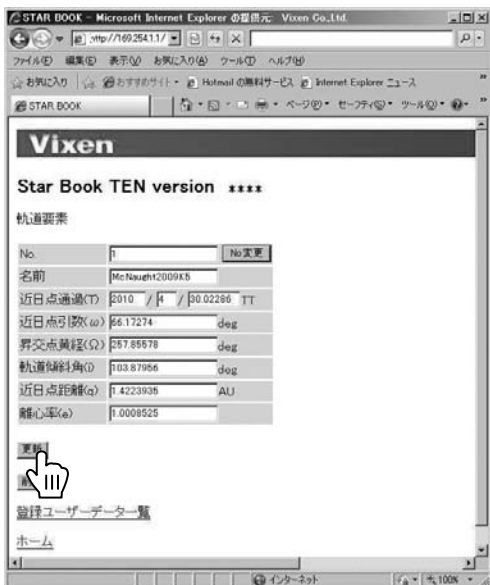 STAR BOOK - Microsoft Internet Explorer の提供元: Vixen Co.,Ltd.
http://169.254.1.1/
ファイル(F) 編集(E) 表示(V) お気に入り(A) ツール(T) ヘルプ(H)
お気に入り おすすめサイト Hotmail の無料サービス Internet Explorer ニュース
STAR BOOK ページ(P) セーフティ(S) ツール(O)
Vixen
Star Book TEN version ****
軌道要素
No. 1 No変更
名前 McNaught2009K5
近日点通過(T) 2010 / 4 / 30.02286 TT
近日点引数(ω) 66.17274 deg
昇交点黄経(Ω) 257.85578 deg
軌道傾斜角(i) 103.87956 deg
近日点距離(q) 1.4223935 AU
離心率(e) 1.0008525
更新
登録ユーザーデータ一覧
ホーム
インターネット 100%